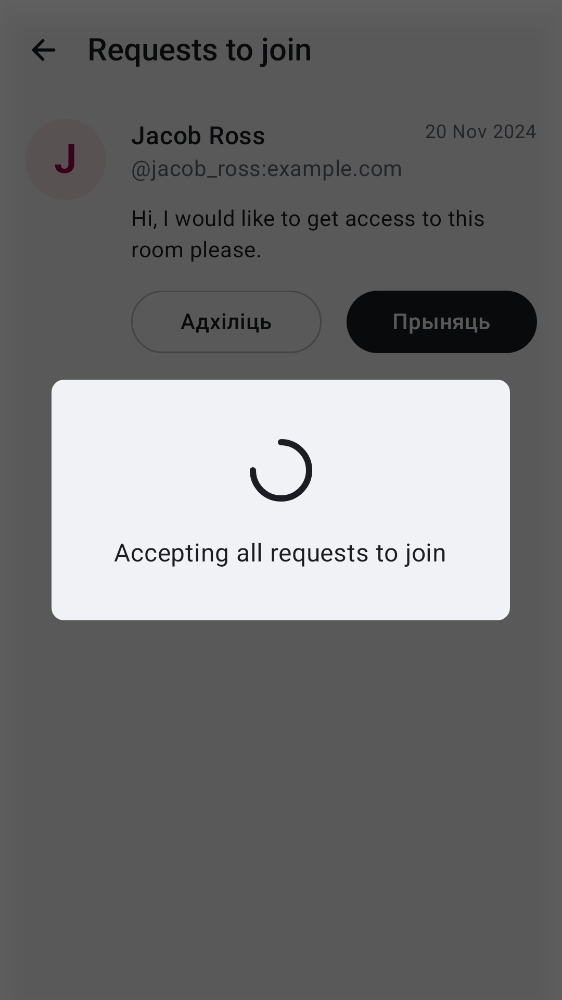 Requests to join
J
Jacob Ross
20 Nov 2024
@jacob_ross:example.com
Hi, I would like to get access to this
room please.
Адхіліць
Прыняць
Accepting all requests to join